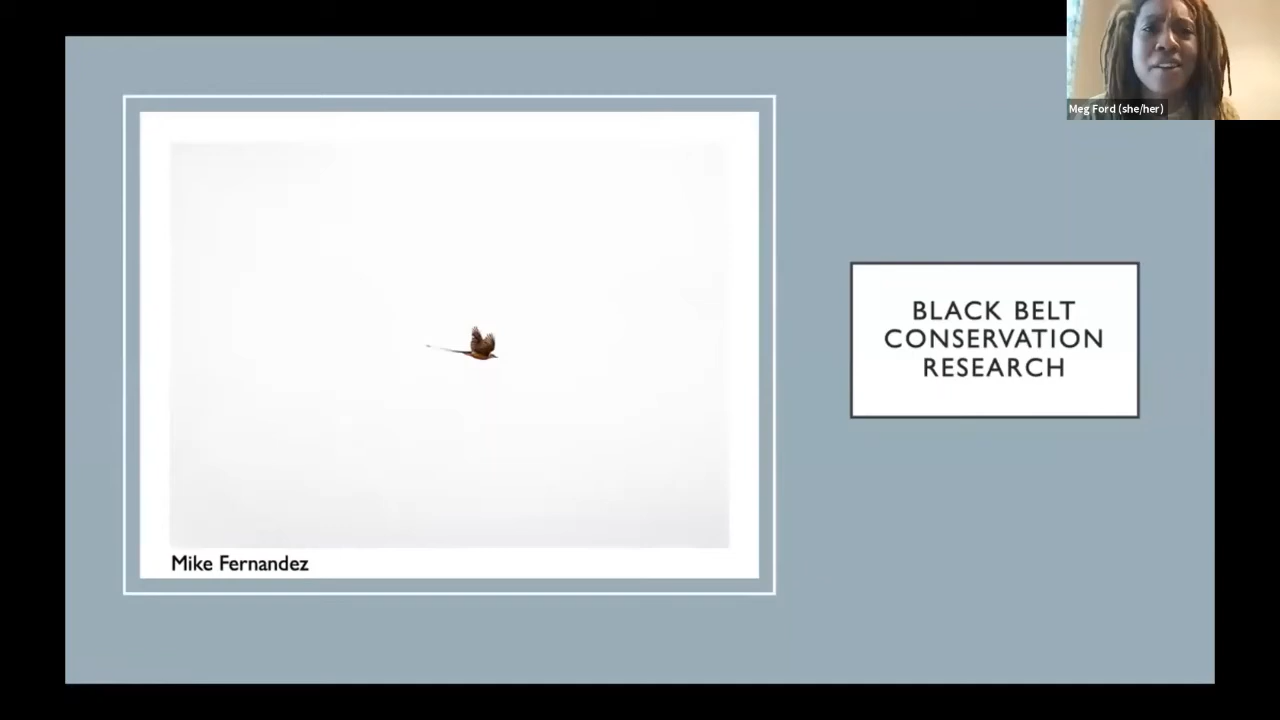 Meg Ford (she/her)
BLACK BELT
CONSERVATION
RESEARCH
Mike Fernandez